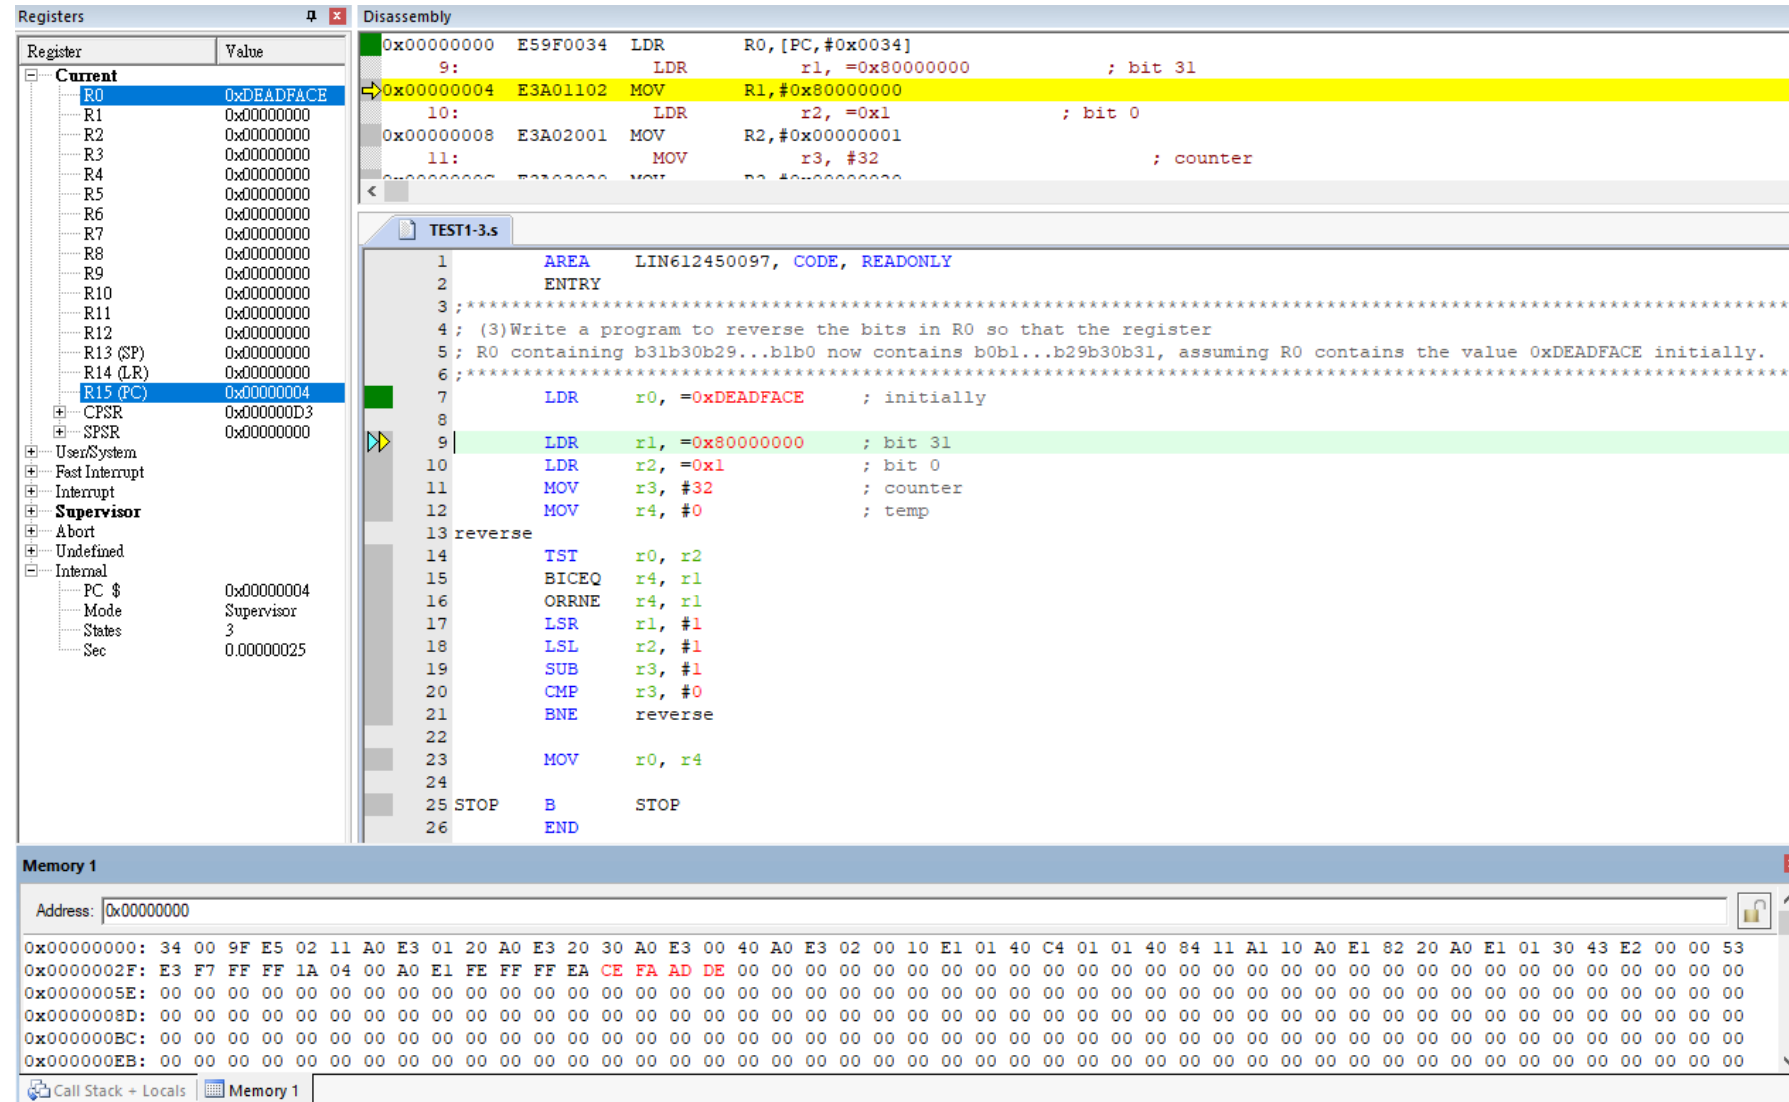 Registers
Register Value
Current
R0 0xDEADFACE
R1 0x00000000
R2 0x00000000
R3 0x00000000
R4 0x00000000
R5 0x00000000
R6 0x00000000
R7 0x00000000
R8 0x00000000
R9 0x00000000
R10 0x00000000
R11 0x00000000
R12 0x00000000
R13 (SP) 0x00000000
R14 (LR) 0x00000000
R15 (PC) 0x00000004
CPSR 0x000000D3
SPSR 0x00000000
User/System
Fast Interrupt
Interrupt
Supervisor
Abort
Undefined
Internal
PC $ 0x00000004
Mode Supervisor
States 3
Sec 0.00000025
Disassembly
0x00000000 E59F0034 LDR R0,[PC,#0x0034]
9: LDR r1, =0x80000000 ; bit 31
0x00000004 E3A01102 MOV R1,#0x80000000
10: LDR r2, =0x1 ; bit 0
0x00000008 E3A02001 MOV R2,#0x00000001
11: MOV r3, #32 ; counter
0x0000000C E3A03020 MOV R3,#0x00000020
TEST1-3.s
1 AREA LIN612450097, CODE, READONLY
2 ENTRY
3 ;*********************************************************************************************************************
4 ; (3)Write a program to reverse the bits in R0 so that the register
5 ; R0 containing b31b30b29...b1b0 now contains b0b1...b29b30b31, assuming R0 contains the value 0xDEADFACE initially.
6 ;*********************************************************************************************************************
7 LDR r0, =0xDEADFACE ; initially
8
9 LDR r1, =0x80000000 ; bit 31
10 LDR r2, =0x1 ; bit 0
11 MOV r3, #32 ; counter
12 MOV r4, #0 ; temp
13 reverse
14 TST r0, r2
15 BICEQ r4, r1
16 ORRNE r4, r1
17 LSR r1, #1
18 LSL r2, #1
19 SUB r3, #1
20 CMP r3, #0
21 BNE reverse
22
23 MOV r0, r4
24
25 STOP B STOP
26 END
Memory 1
Address: 0x00000000
0x00000000: 34 00 9F E5 02 11 A0 E3 01 20 A0 E3 20 30 A0 E3 00 40 A0 E3 02 00 10 E1 01 40 C4 01 01 40 84 11 A1 10 A0 E1 82 20 A0 E1 01 30 43 E2 00 00 53
0x0000002F: E3 F7 FF FF 1A 04 00 A0 E1 FE FF FF EA CE FA AD DE 00 00 00 00 00 00 00 00 00 00 00 00 00 00 00 00 00 00 00 00 00 00 00 00 00 00 00 00 00 00
0x0000005E: 00 00 00 00 00 00 00 00 00 00 00 00 00 00 00 00 00 00 00 00 00 00 00 00 00 00 00 00 00 00 00 00 00 00 00 00 00 00 00 00 00 00 00 00 00 00 00
0x0000008D: 00 00 00 00 00 00 00 00 00 00 00 00 00 00 00 00 00 00 00 00 00 00 00 00 00 00 00 00 00 00 00 00 00 00 00 00 00 00 00 00 00 00 00 00 00 00 00
0x000000BC: 00 00 00 00 00 00 00 00 00 00 00 00 00 00 00 00 00 00 00 00 00 00 00 00 00 00 00 00 00 00 00 00 00 00 00 00 00 00 00 00 00 00 00 00 00 00 00
0x000000EB: 00 00 00 00 00 00 00 00 00 00 00 00 00 00 00 00 00 00 00 00 00 00 00 00 00 00 00 00 00 00 00 00 00 00 00 00 00 00 00 00 00 00 00 00 00 00 00
Call Stack + Locals Memory 1